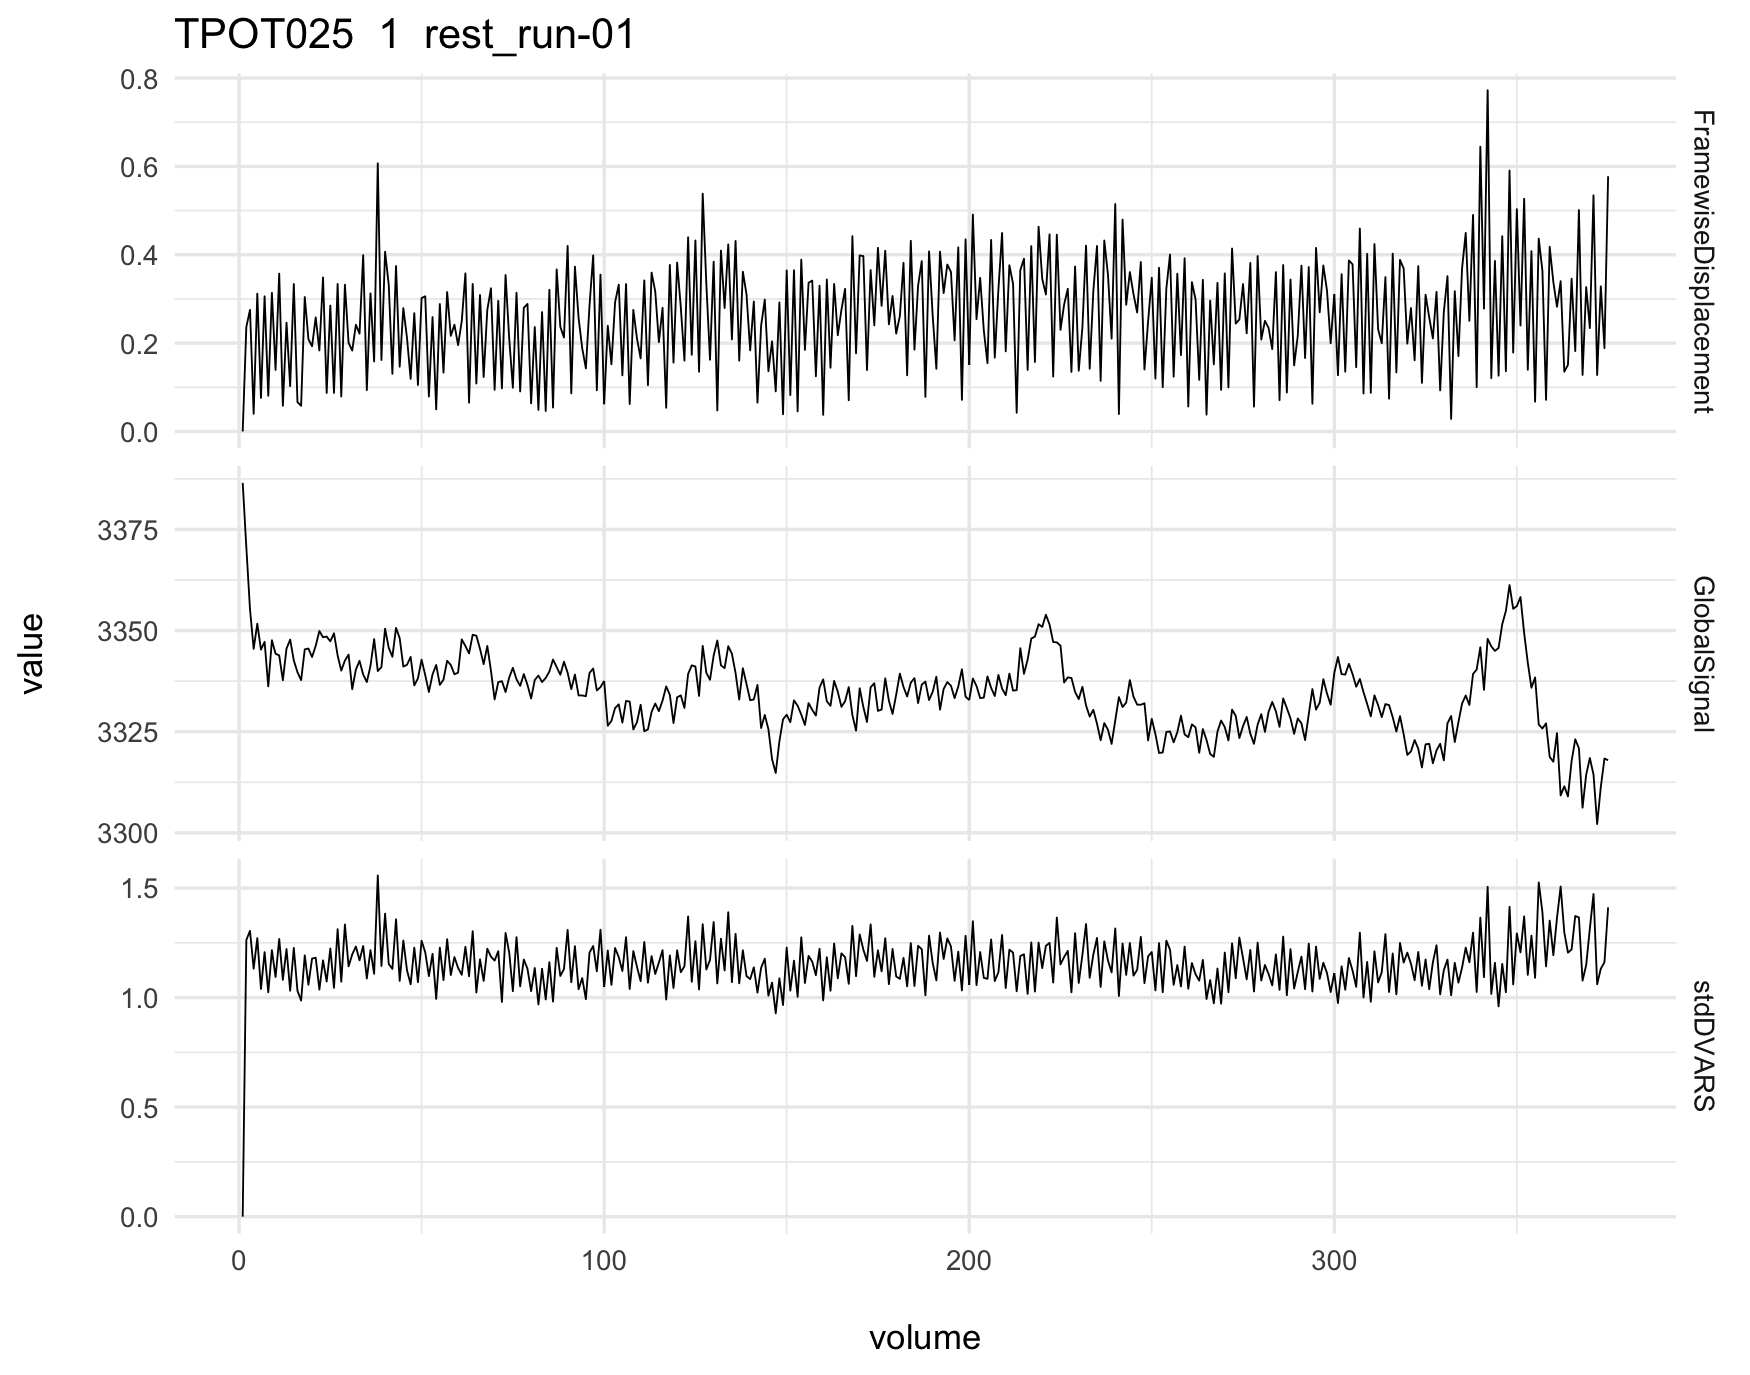 TPOT025  1  rest_run-01
0.8
0.6
0.4
0.2
0.0
FramewiseDisplacement
3375
3350
3325
3300
GlobalSignal
value
1.5
1.0
0.5
0.0
stdDVARS
0 100 200 300
volume